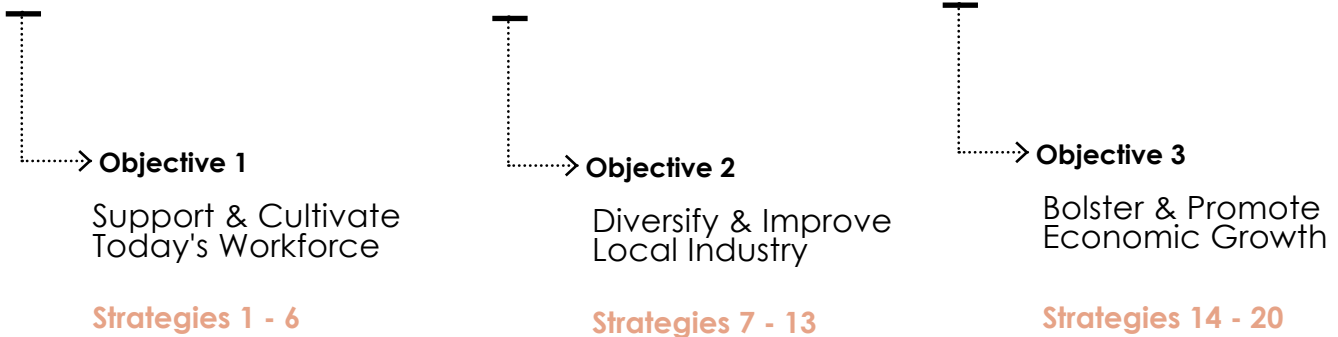 Objective 1
Support & Cultivate
Today's Workforce
Strategies 1 - 6
Objective 2
Diversify & Improve
Local Industry
Strategies 7 - 13
Objective 3
Bolster & Promote
Economic Growth
Strategies 14 - 20